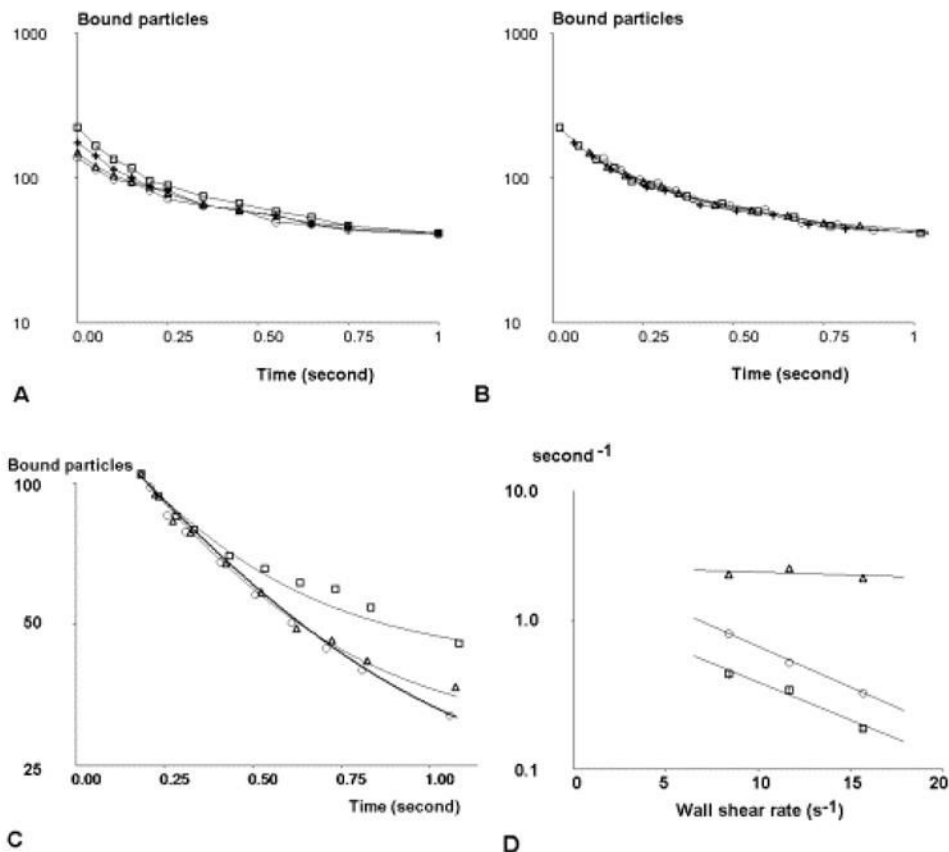 Bound particles
1000
100
10
0.00 0.25 0.50 0.75 1
Time (second)
A
Bound particles
1000
100
10
0.00 0.25 0.50 0.75 1
Time (second)
B
Bound particles
100
50
25
0.00 0.25 0.50 0.75 1.00
Time (second)
C
second -1
10.0
1.0
0.1
0 5 10 15 20
Wall shear rate (s-1)
D